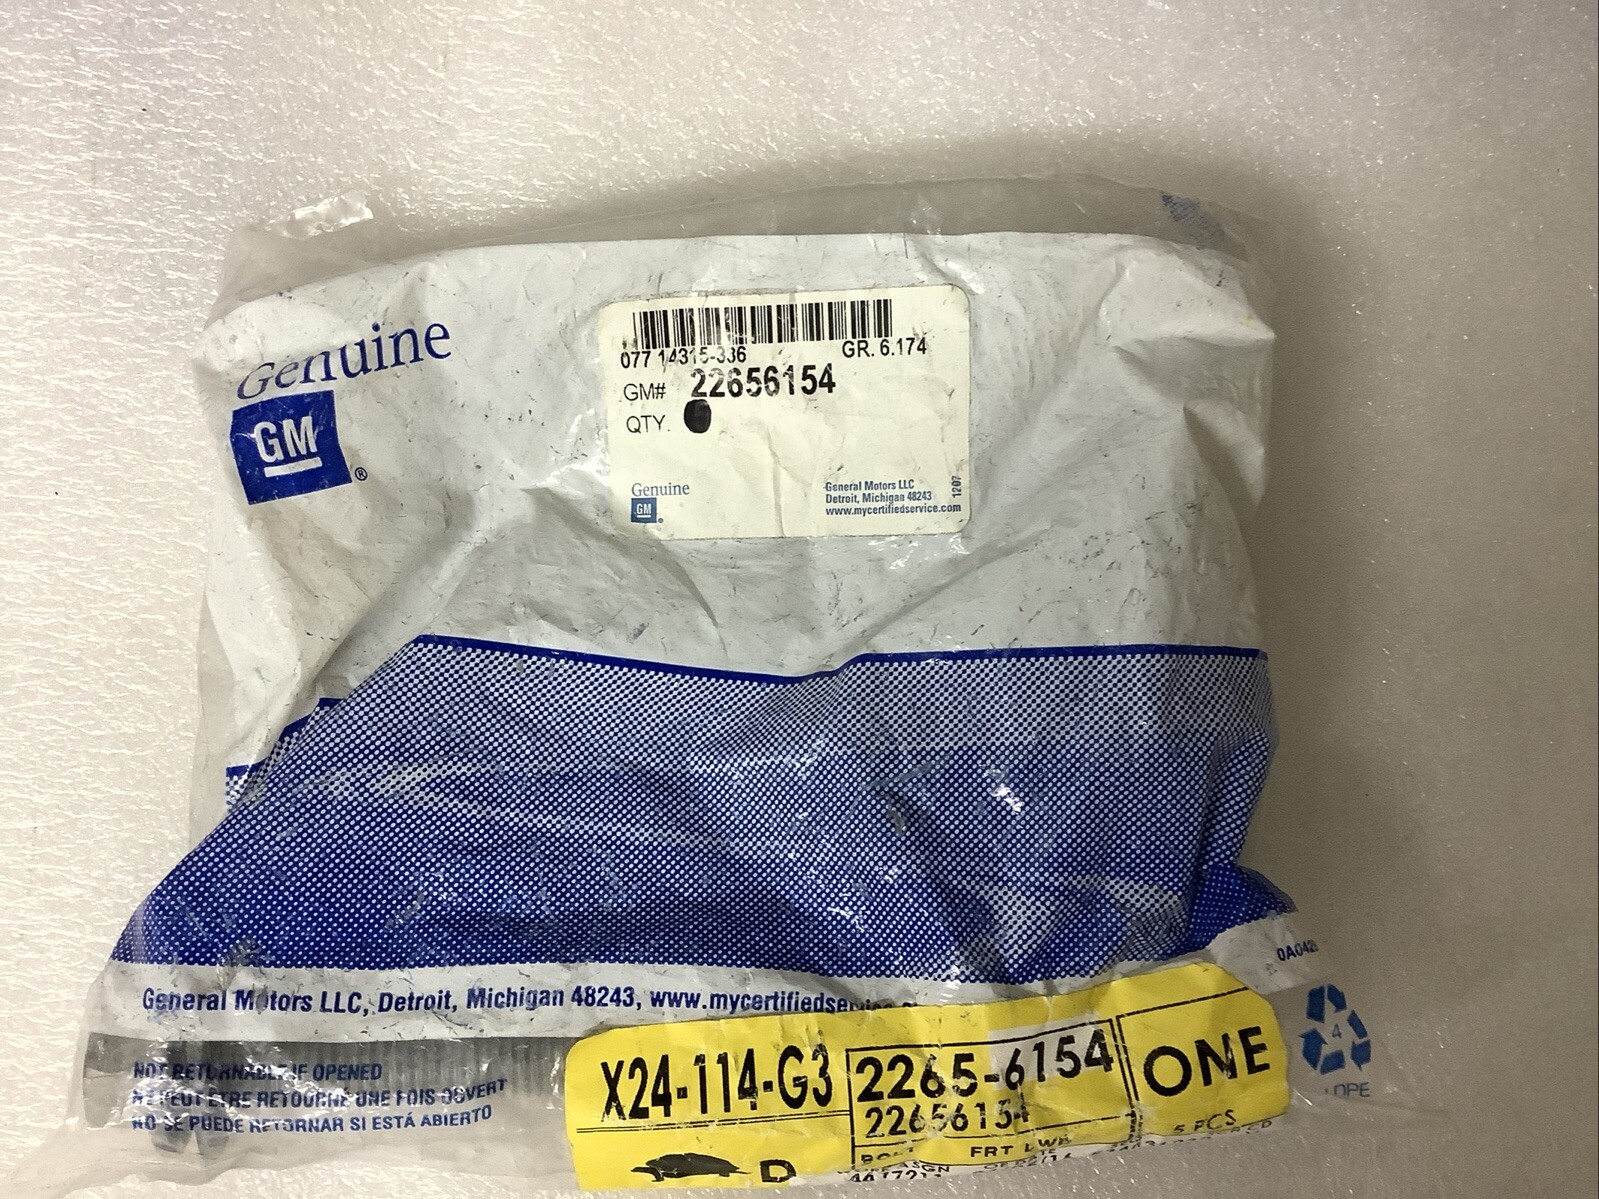 Genuine
GM ®
077 14315-336 GR. 6.174
GM# 22656154
QTY.
Genuine
GM
General Motors LLC
Detroit, Michigan 48243
www.mycertifiedservice.com
1207
General Motors LLC, Detroit, Michigan 48243, www.mycertifiedservice
NOT RETURNABLE IF OPENED
NE PEUT ÊTRE RETOURNÉ UNE FOIS OUVERT
NO SE PUEDE RETORNAR SI ESTÁ ABIERTO
X24-114-G3
2265-6154
22656154
ONE
5 PCS
FRT LWR
D
4
LDPE